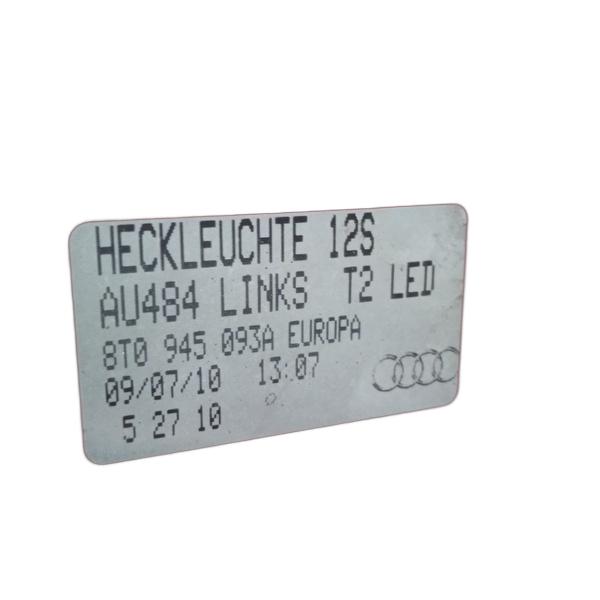 HECKLEUCHTE 12S
AU484 LINKS T2 LED
8T0 945 093A EUROPA
09/07/10 13:07
5 27 10